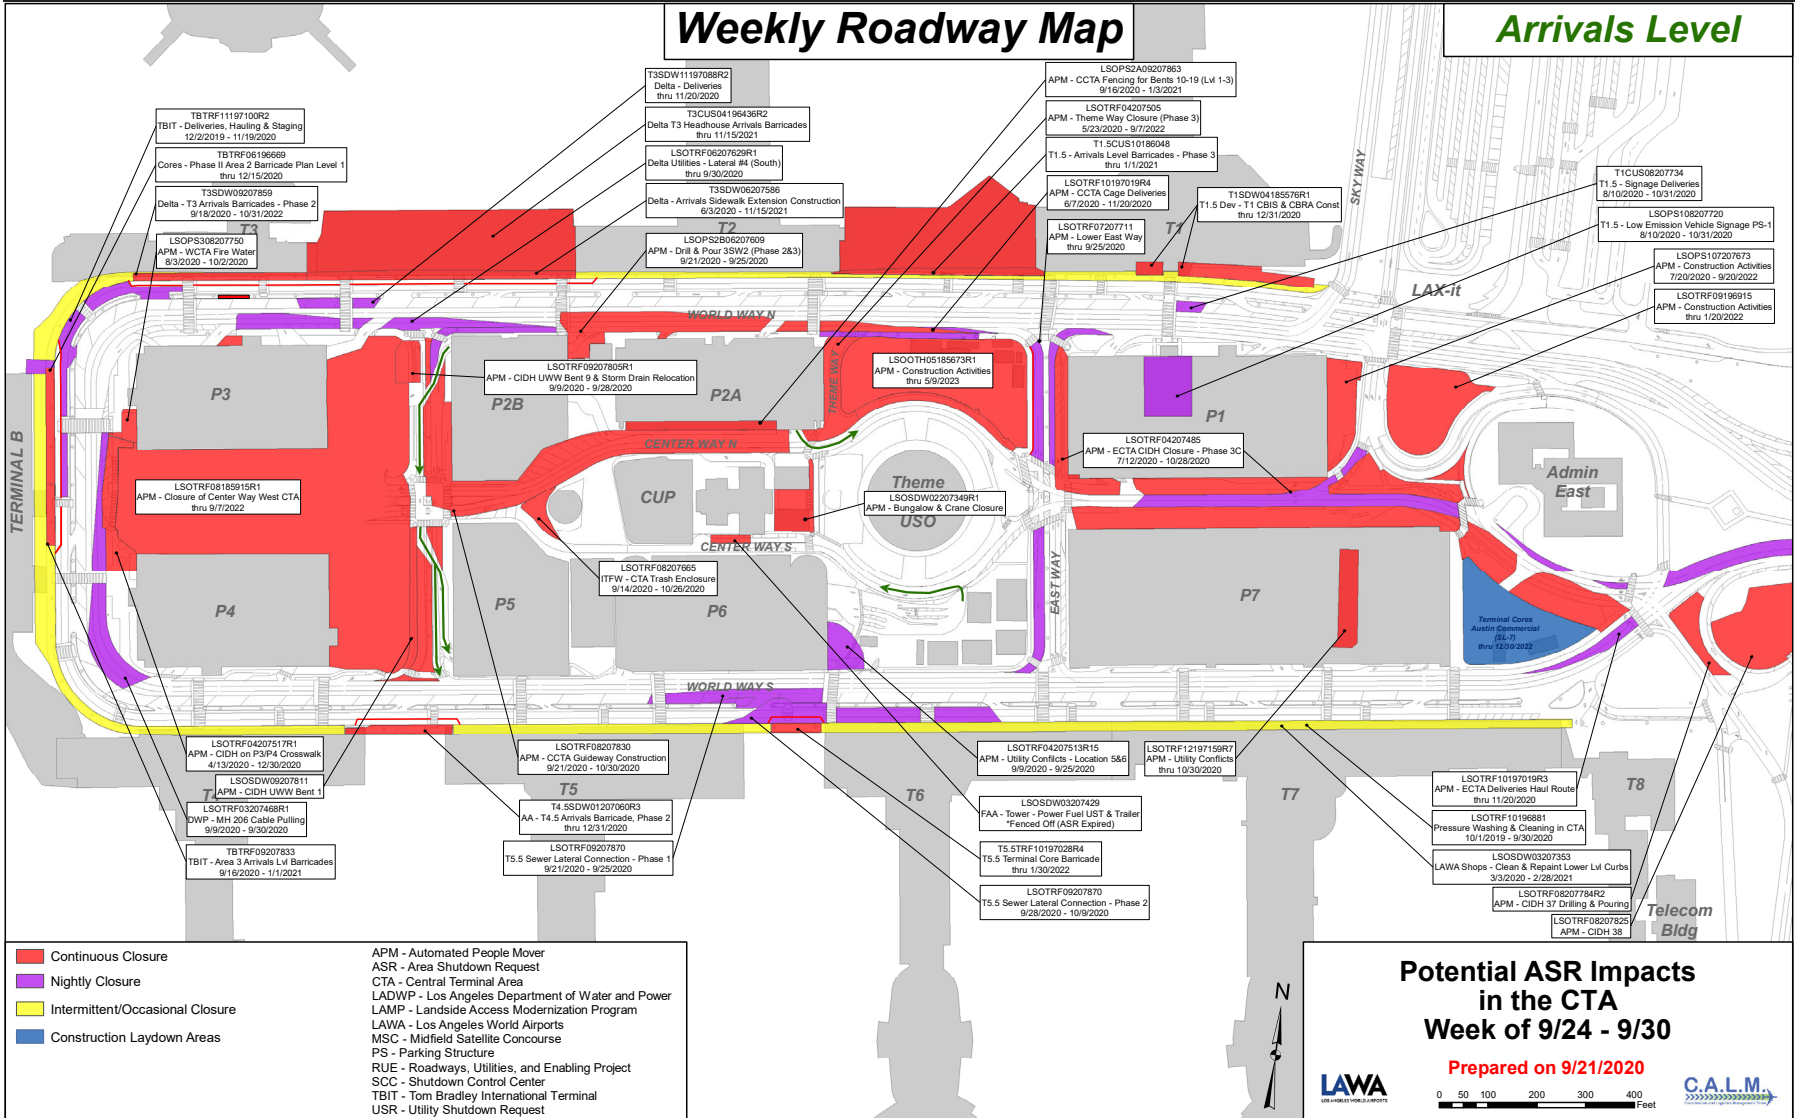 Weekly Roadway Map
Arrivals Level
TBTRF11197100R2
TBIT - Deliveries, Hauling & Staging
12/2/2019 - 11/19/2020
TBTRF06196669
Cores - Phase II Area 2 Barricade Plan Level 1
thru 12/15/2020
T3SDW09207859
Delta - T3 Arrivals Barricades - Phase 2
9/18/2020 - 10/31/2022
T3
LSOPS308207750
APM - WCTA Fire Water
8/3/2020 - 10/2/2020
T3SDW11197088R2
Delta - Deliveries
thru 11/20/2020
T3CUS04196436R2
Delta T3 Headhouse Arrivals Barricades
thru 11/15/2021
LSOTRF06207629R1
Delta Utilities - Lateral #4 (South)
thru 9/30/2020
T3SDW06207586
Delta - Arrivals Sidewalk Extension Construction
6/3/2020 - 11/15/2021
T2
LSOPS2B06207609
APM - Drill & Pour 3SW2 (Phase 2&3)
9/21/2020 - 9/25/2020
LSOPS2A09207863
APM - CCTA Fencing for Bents 10-19 (Lvl 1-3)
9/16/2020 - 1/3/2021
LSOTRF04207505
APM - Theme Way Closure (Phase 3)
5/23/2020 - 9/7/2022
T1.5CUS10186048
T1.5 - Arrivals Level Barricades - Phase 3
thru 1/1/2021
LSOTRF10197019R4
APM - CCTA Cage Deliveries
6/7/2020 - 11/20/2020
LSOTRF07207711
APM - Lower East Way
thru 9/25/2020
T1SDW04185576R1
T1.5 Dev - T1 CBIS & CBRA Const
thru 12/31/2020
T1
SKY WAY
T1CUS08207734
T1.5 - Signage Deliveries
8/10/2020 - 10/31/2020
LSOPS108207720
T1.5 - Low Emission Vehicle Signage PS-1
8/10/2020 - 10/31/2020
LSOPS107207673
APM - Construction Activities
7/20/2020 - 9/20/2022
LSOTRF09196915
APM - Construction Activities
thru 1/20/2022
LAX-it
WORLD WAY N
P3
P2B
P2A
P1
THEME WAY
LSOTRF09207805R1
APM - CIDH UWW Bent 9 & Storm Drain Relocation
9/9/2020 - 9/28/2020
LSOOTH05185673R1
APM - Construction Activities
thru 5/9/2023
CENTER WAY N
LSOTRF04207485
APM - ECTA CIDH Closure - Phase 3C
7/12/2020 - 10/28/2020
TERMINAL B
LSOTRF08185915R1
APM - Closure of Center Way West CTA
thru 9/7/2022
CUP
Theme
USO
LSOSDW02207349R1
APM - Bungalow & Crane Closure
Admin
East
CENTER WAY S
LSOTRF08207665
ITFW - CTA Trash Enclosure
9/14/2020 - 10/26/2020
EAST WAY
P4
P5
P6
P7
Terminal Cores
Austin Commercial
(SL-7)
thru 12/30/2022
WORLD WAY S
LSOTRF04207517R1
APM - CIDH on P3/P4 Crosswalk
4/13/2020 - 12/30/2020
LSOSDW09207811
APM - CIDH UWW Bent 1
LSOTRF03207468R1
DWP - MH 206 Cable Pulling
9/9/2020 - 9/30/2020
TBTRF09207833
TBIT - Area 3 Arrivals Lvl Barricades
9/16/2020 - 1/1/2021
LSOTRF08207830
APM - CCTA Guideway Construction
9/21/2020 - 10/30/2020
T5
T4.5SDW01207060R3
AA - T4.5 Arrivals Barricade, Phase 2
thru 12/31/2020
LSOTRF09207870
T5.5 Sewer Lateral Connection - Phase 1
9/21/2020 - 9/25/2020
LSOTRF04207513R15
APM - Utility Conflicts - Location 5&6
9/9/2020 - 9/25/2020
T6
LSOSDW03207429
FAA - Tower - Power Fuel UST & Trailer
*Fenced Off (ASR Expired)
T5.5TRF10197028R4
T5.5 Terminal Core Barricade
thru 1/30/2022
LSOTRF09207870
T5.5 Sewer Lateral Connection - Phase 2
9/28/2020 - 10/9/2020
LSOTRF12197159R7
APM - Utility Conflicts
thru 10/30/2020
T7
LSOTRF10197019R3
APM - ECTA Deliveries Haul Route
thru 11/20/2020
T8
LSOTRF10196881
Pressure Washing & Cleaning in CTA
10/1/2019 - 9/30/2020
LSOSDW03207353
LAWA Shops - Clean & Repaint Lower Lvl Curbs
3/3/2020 - 2/28/2021
LSOTRF08207784R2
APM - CIDH 37 Drilling & Pouring
LSOTRF08207825
APM - CIDH 38
Telecom
Bldg
Continuous Closure
Nightly Closure
Intermittent/Occasional Closure
Construction Laydown Areas
APM - Automated People Mover
ASR - Area Shutdown Request
CTA - Central Terminal Area
LADWP - Los Angeles Department of Water and Power
LAMP - Landside Access Modernization Program
LAWA - Los Angeles World Airports
MSC - Midfield Satellite Concourse
PS - Parking Structure
RUE - Roadways, Utilities, and Enabling Project
SCC - Shutdown Control Center
TBIT - Tom Bradley International Terminal
USR - Utility Shutdown Request
N
Potential ASR Impacts
in the CTA
Week of 9/24 - 9/30
Prepared on 9/21/2020
LAWA
LOS ANGELES WORLD AIRPORTS
0 50 100 200 300 400
Feet
C.A.L.M.